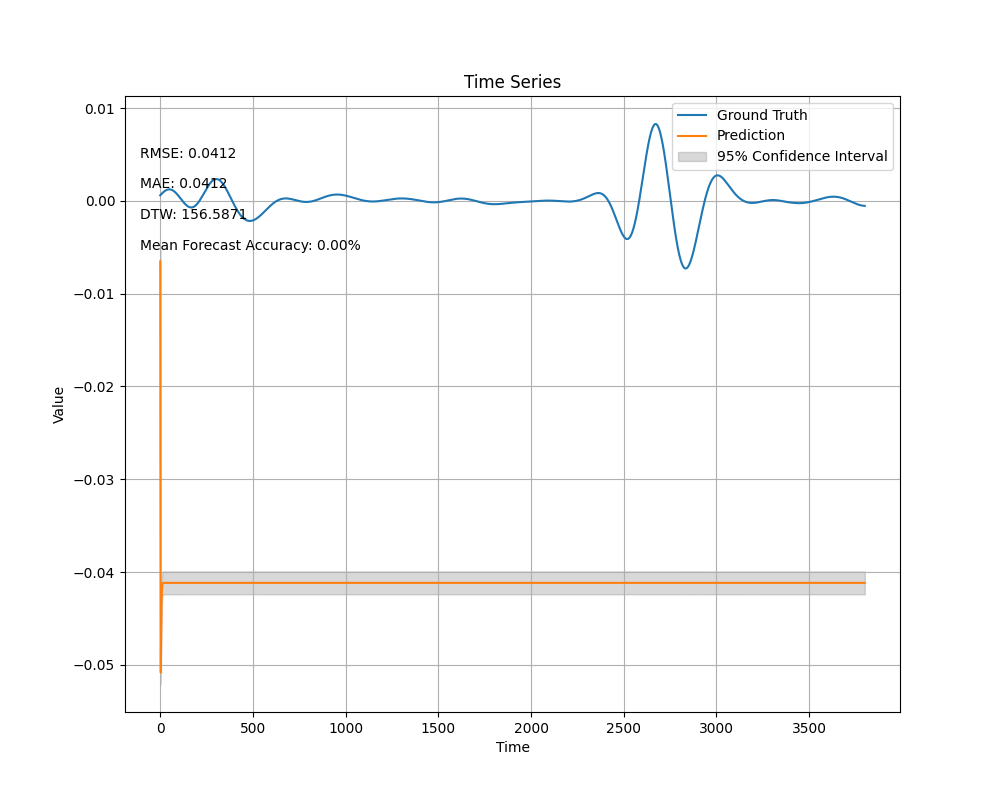 Time Series
0.01
0.00
−0.01
−0.02
−0.03
−0.04
−0.05
Value
RMSE: 0.0412
MAE: 0.0412
DTW: 156.5871
Mean Forecast Accuracy: 0.00%
Ground Truth
Prediction
95% Confidence Interval
0 500 1000 1500 2000 2500 3000 3500
Time